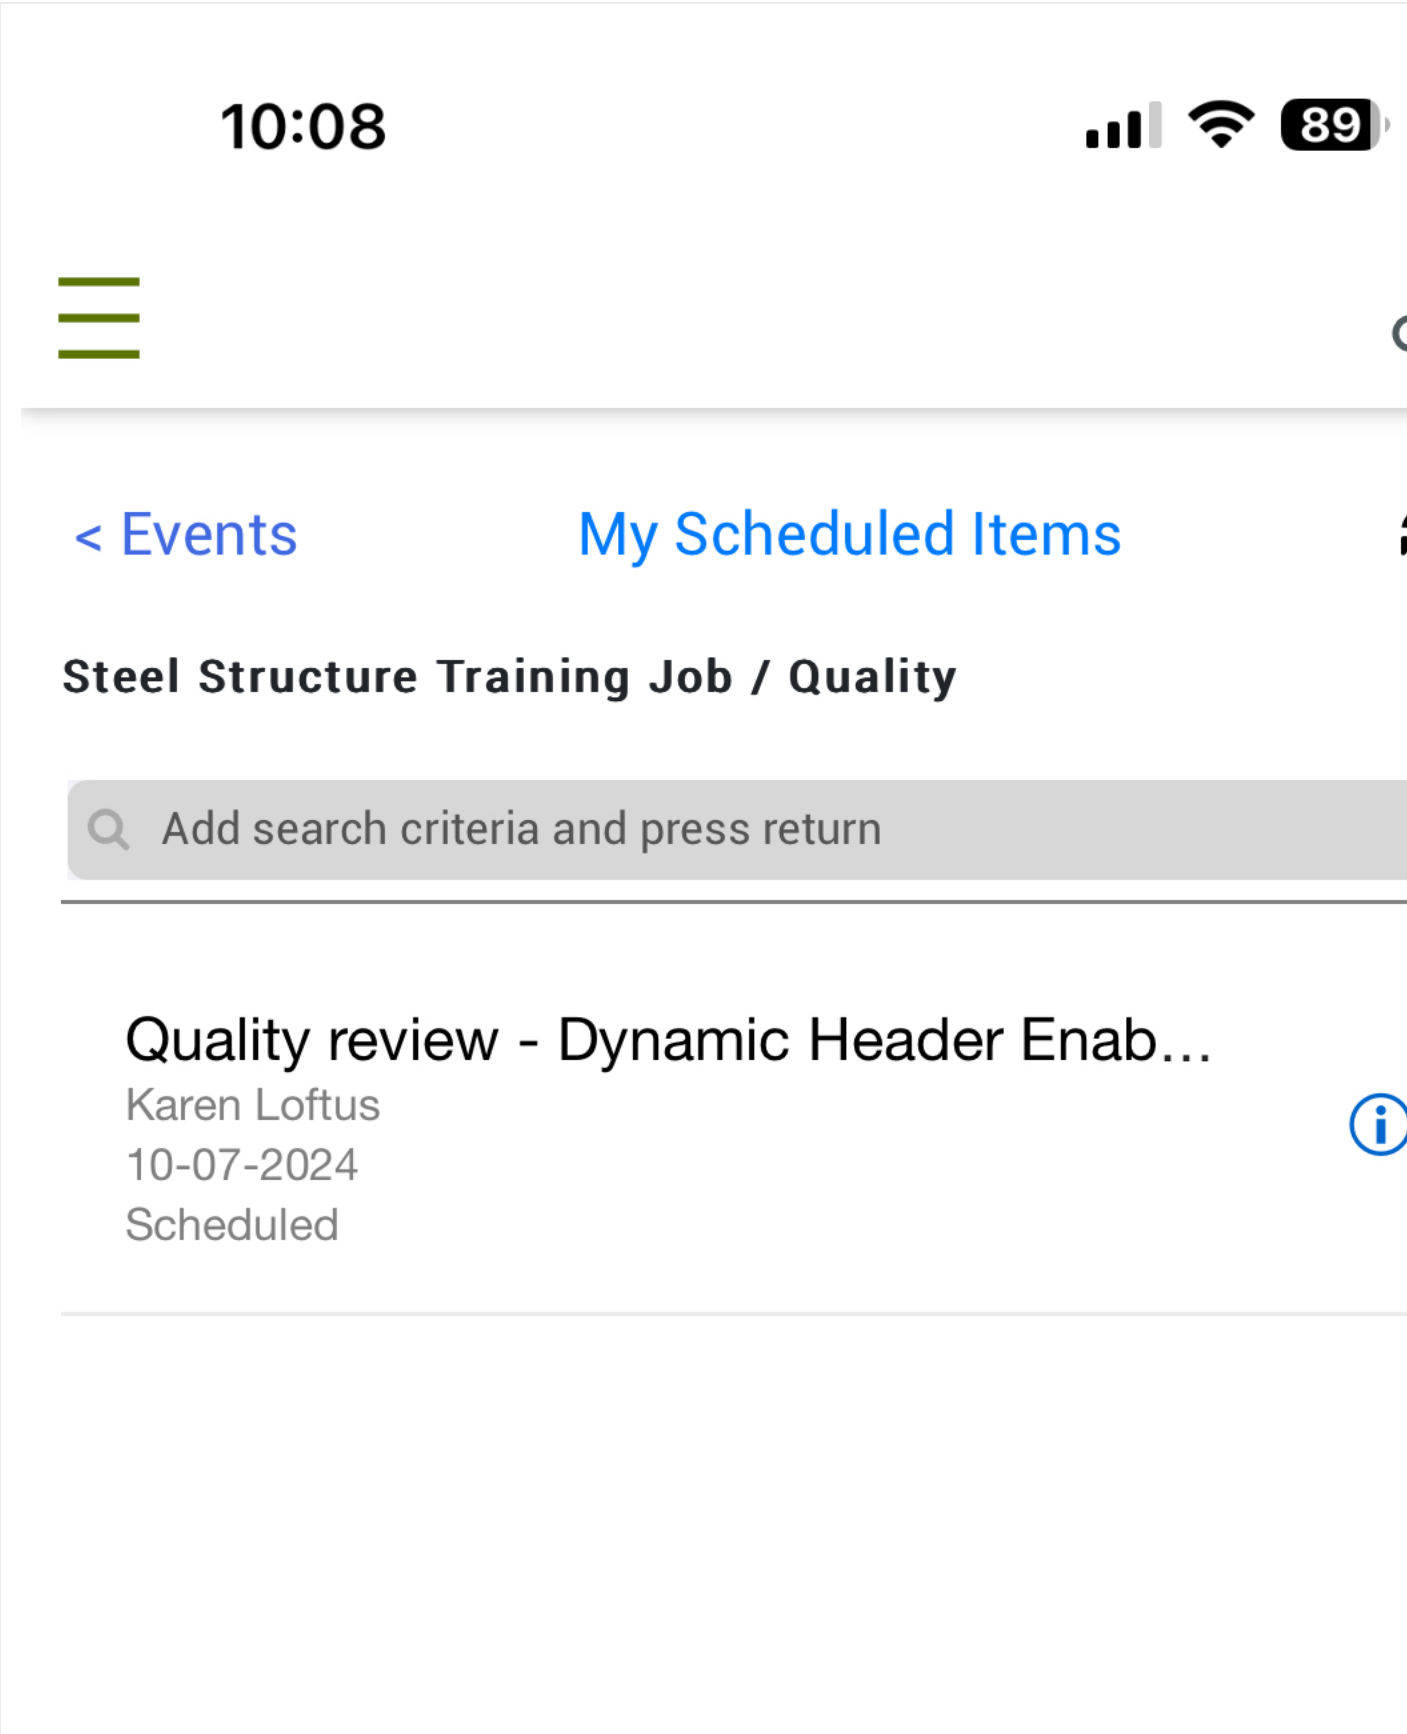 10:08
89
< Events
My Scheduled Items
Steel Structure Training Job / Quality
Add search criteria and press return
Quality review - Dynamic Header Enab...
Karen Loftus
10-07-2024
Scheduled